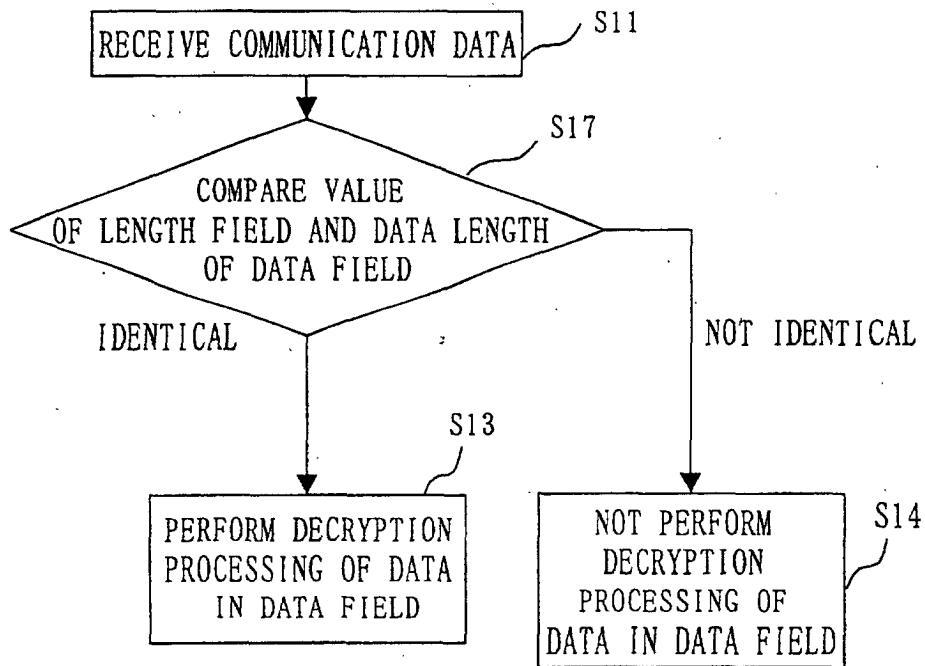 RECEIVE COMMUNICATION DATA
S11
S17
COMPARE VALUE
OF LENGTH FIELD AND DATA LENGTH
OF DATA FIELD
IDENTICAL
NOT IDENTICAL
S13
PERFORM DECRYPTION
PROCESSING OF DATA
IN DATA FIELD
S14
NOT PERFORM
DECRYPTION
PROCESSING OF
DATA IN DATA FIELD